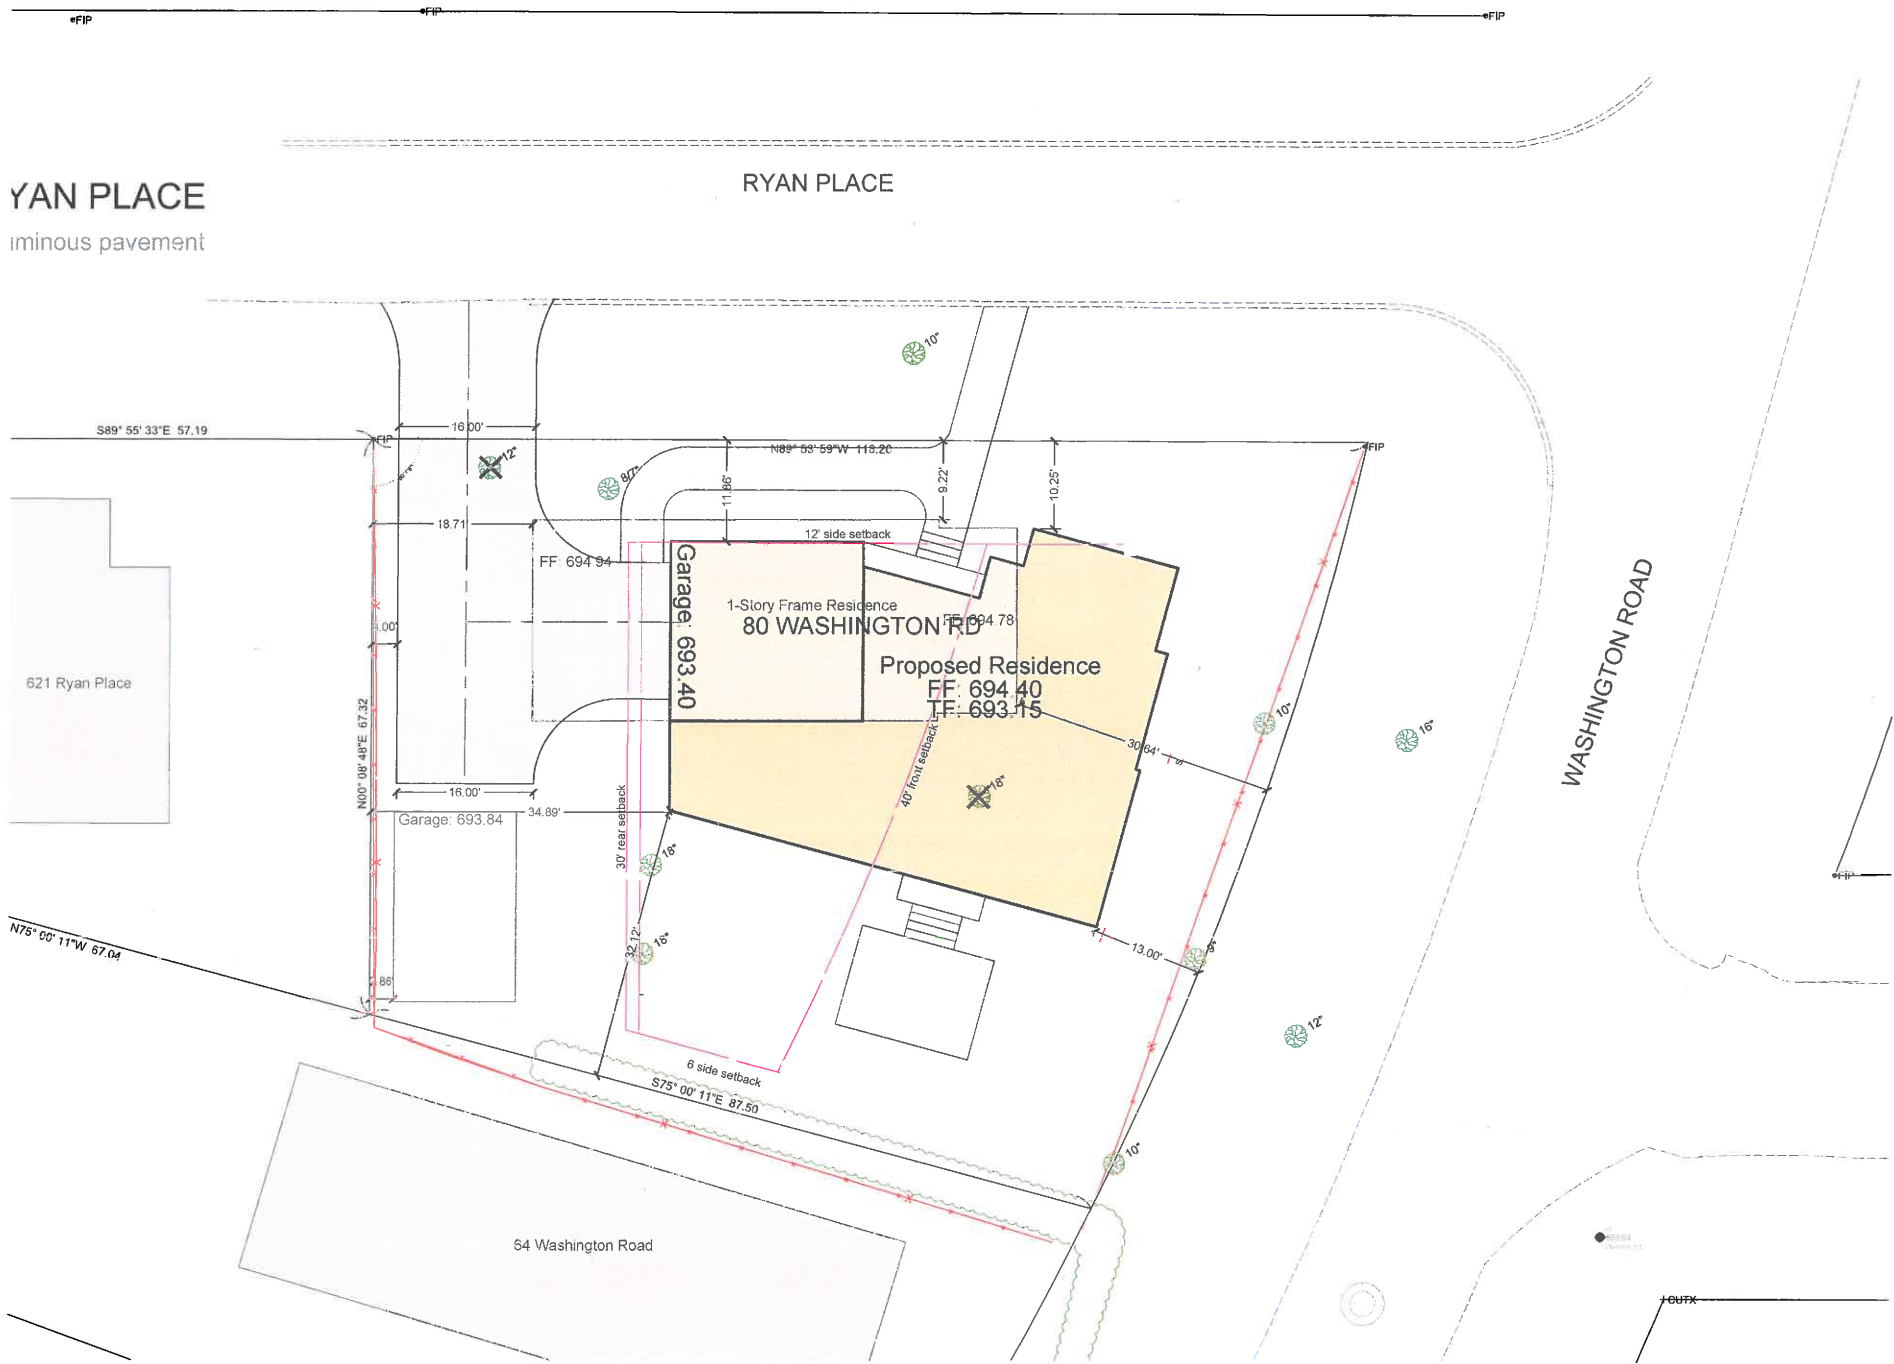 FIP
FIP
FIP
RYAN PLACE
YAN PLACE
uminous pavement
10"
S89° 55' 33"E 57.19
FIP
16.00'
12"
8/7"
N89° 53' 59"W 118.20
FIP
11.86'
9.22'
10.25'
18.71'
12' side setback
FF: 694.94
Garage: 693.40
1-Story Frame Residence
80 WASHINGTON RD
FF: 694.78
Proposed Residence
FF: 694.40
TF: 693.15
621 Ryan Place
N00° 08' 48"E 67.32
WASHINGTON ROAD
10"
16"
30.64'
S
40' front setback
18"
16.00'
34.89'
Garage: 693.84
30' rear setback
18"
32.12'
18"
FIP
N75° 00' 11"W 67.04
13.00'
9"
12"
6 side setback
S75° 00' 11"E 87.50
10"
64 Washington Road
CUTX